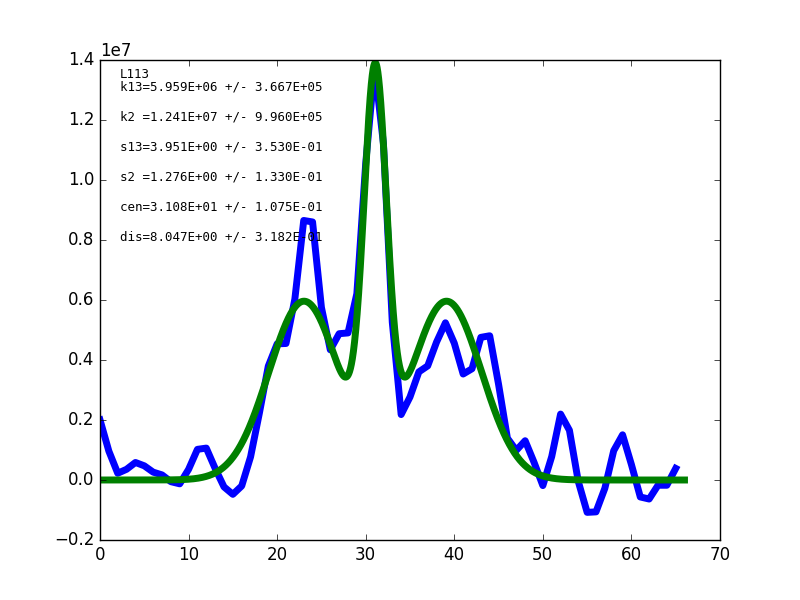 1e7
L113
k13=5.959E+06 +/- 3.667E+05
k2 =1.241E+07 +/- 9.960E+05
s13=3.951E+00 +/- 3.530E-01
s2 =1.276E+00 +/- 1.330E-01
cen=3.108E+01 +/- 1.075E-01
dis=8.047E+00 +/- 3.182E-01
1.4
1.2
1.0
0.8
0.6
0.4
0.2
0.0
−0.2
0 10 20 30 40 50 60 70